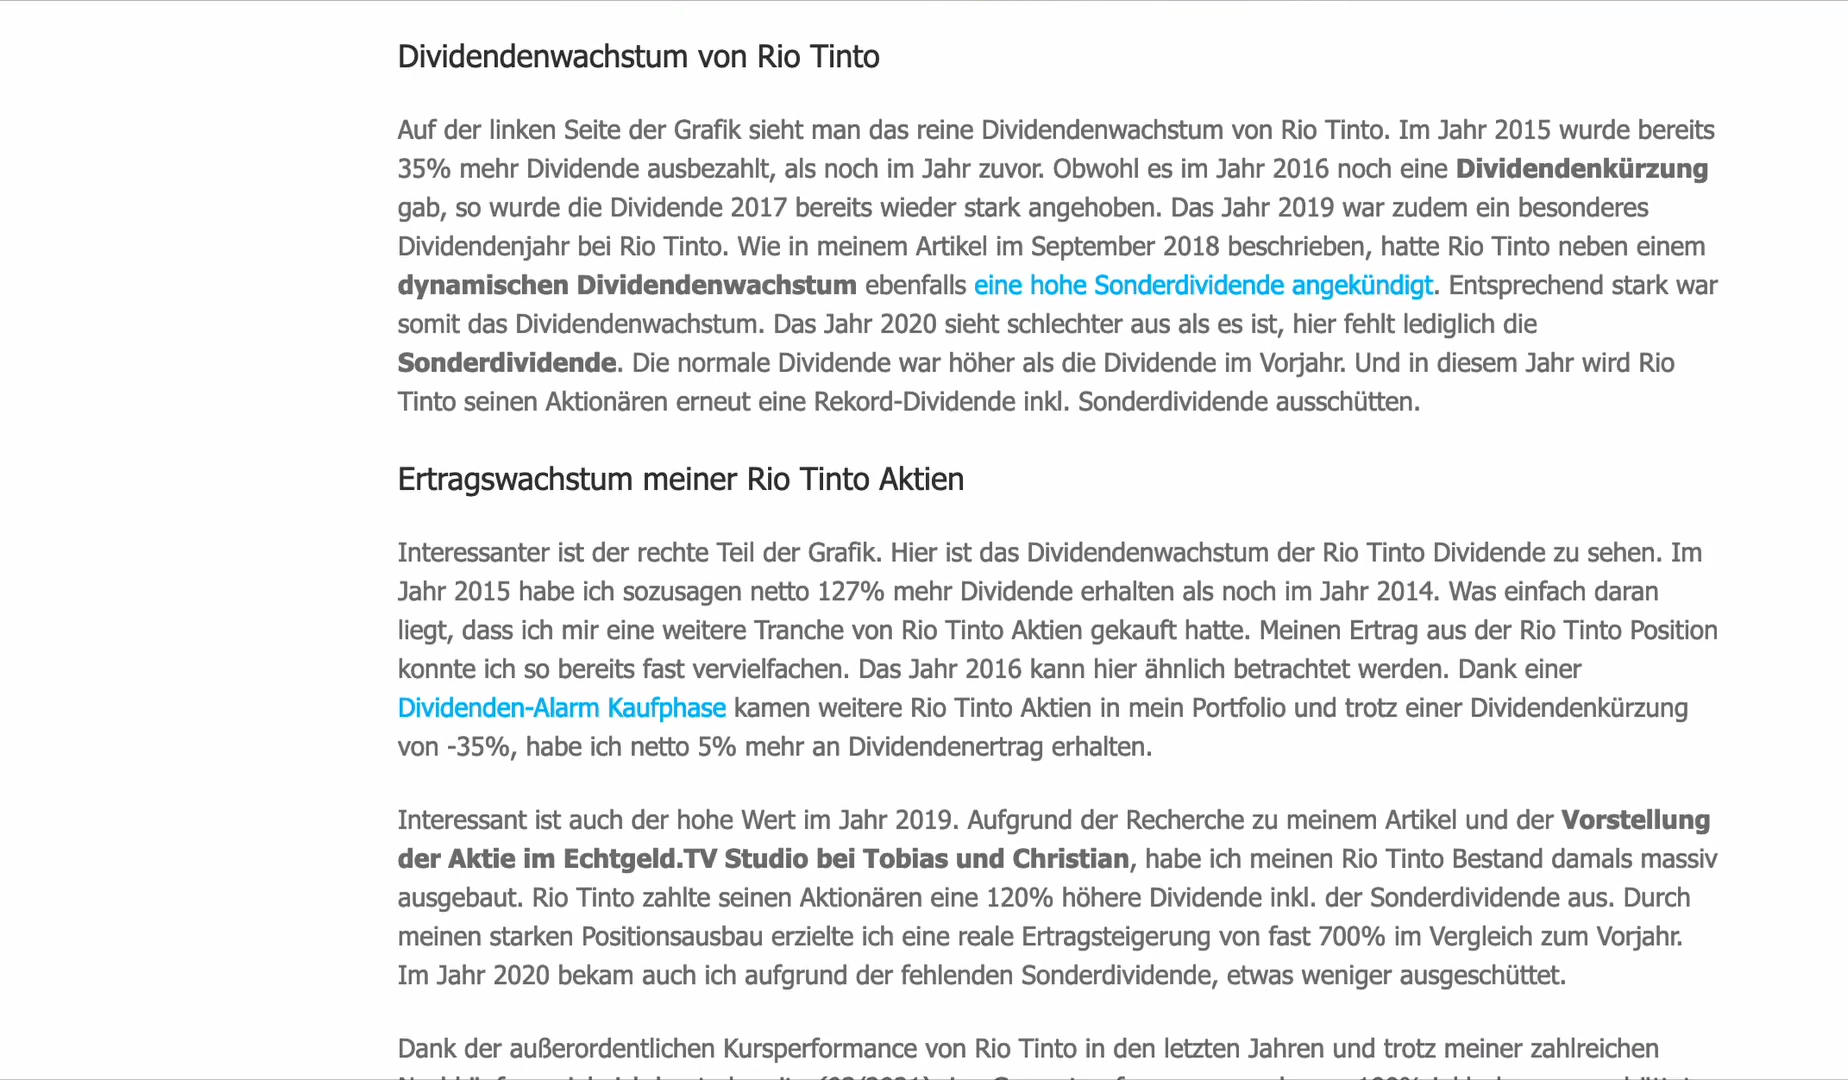 Dividendenwachstum von Rio Tinto
Auf der linken Seite der Grafik sieht man das reine Dividendenwachstum von Rio Tinto. Im Jahr 2015 wurde bereits
35% mehr Dividende ausbezahlt, als noch im Jahr zuvor. Obwohl es im Jahr 2016 noch eine Dividendenkürzung
gab, so wurde die Dividende 2017 bereits wieder stark angehoben. Das Jahr 2019 war zudem ein besonderes
Dividendenjahr bei Rio Tinto. Wie in meinem Artikel im September 2018 beschrieben, hatte Rio Tinto neben einem
dynamischen Dividendenwachstum ebenfalls eine hohe Sonderdividende angekündigt. Entsprechend stark war
somit das Dividendenwachstum. Das Jahr 2020 sieht schlechter aus als es ist, hier fehlt lediglich die
Sonderdividende. Die normale Dividende war höher als die Dividende im Vorjahr. Und in diesem Jahr wird Rio
Tinto seinen Aktionären erneut eine Rekord-Dividende inkl. Sonderdividende ausschütten.
Ertragswachstum meiner Rio Tinto Aktien
Interessanter ist der rechte Teil der Grafik. Hier ist das Dividendenwachstum der Rio Tinto Dividende zu sehen. Im
Jahr 2015 habe ich sozusagen netto 127% mehr Dividende erhalten als noch im Jahr 2014. Was einfach daran
liegt, dass ich mir eine weitere Tranche von Rio Tinto Aktien gekauft hatte. Meinen Ertrag aus der Rio Tinto Position
konnte ich so bereits fast vervielfachen. Das Jahr 2016 kann hier ähnlich betrachtet werden. Dank einer
Dividenden-Alarm Kaufphase kamen weitere Rio Tinto Aktien in mein Portfolio und trotz einer Dividendenkürzung
von -35%, habe ich netto 5% mehr an Dividendenertrag erhalten.
Interessant ist auch der hohe Wert im Jahr 2019. Aufgrund der Recherche zu meinem Artikel und der Vorstellung
der Aktie im Echtgeld.TV Studio bei Tobias und Christian, habe ich meinen Rio Tinto Bestand damals massiv
ausgebaut. Rio Tinto zahlte seinen Aktionären eine 120% höhere Dividende inkl. der Sonderdividende aus. Durch
meinen starken Positionsausbau erzielte ich eine reale Ertragsteigerung von fast 700% im Vergleich zum Vorjahr.
Im Jahr 2020 bekam auch ich aufgrund der fehlenden Sonderdividende, etwas weniger ausgeschüttet.
Dank der außerordentlichen Kursperformance von Rio Tinto in den letzten Jahren und trotz meiner zahlreichen